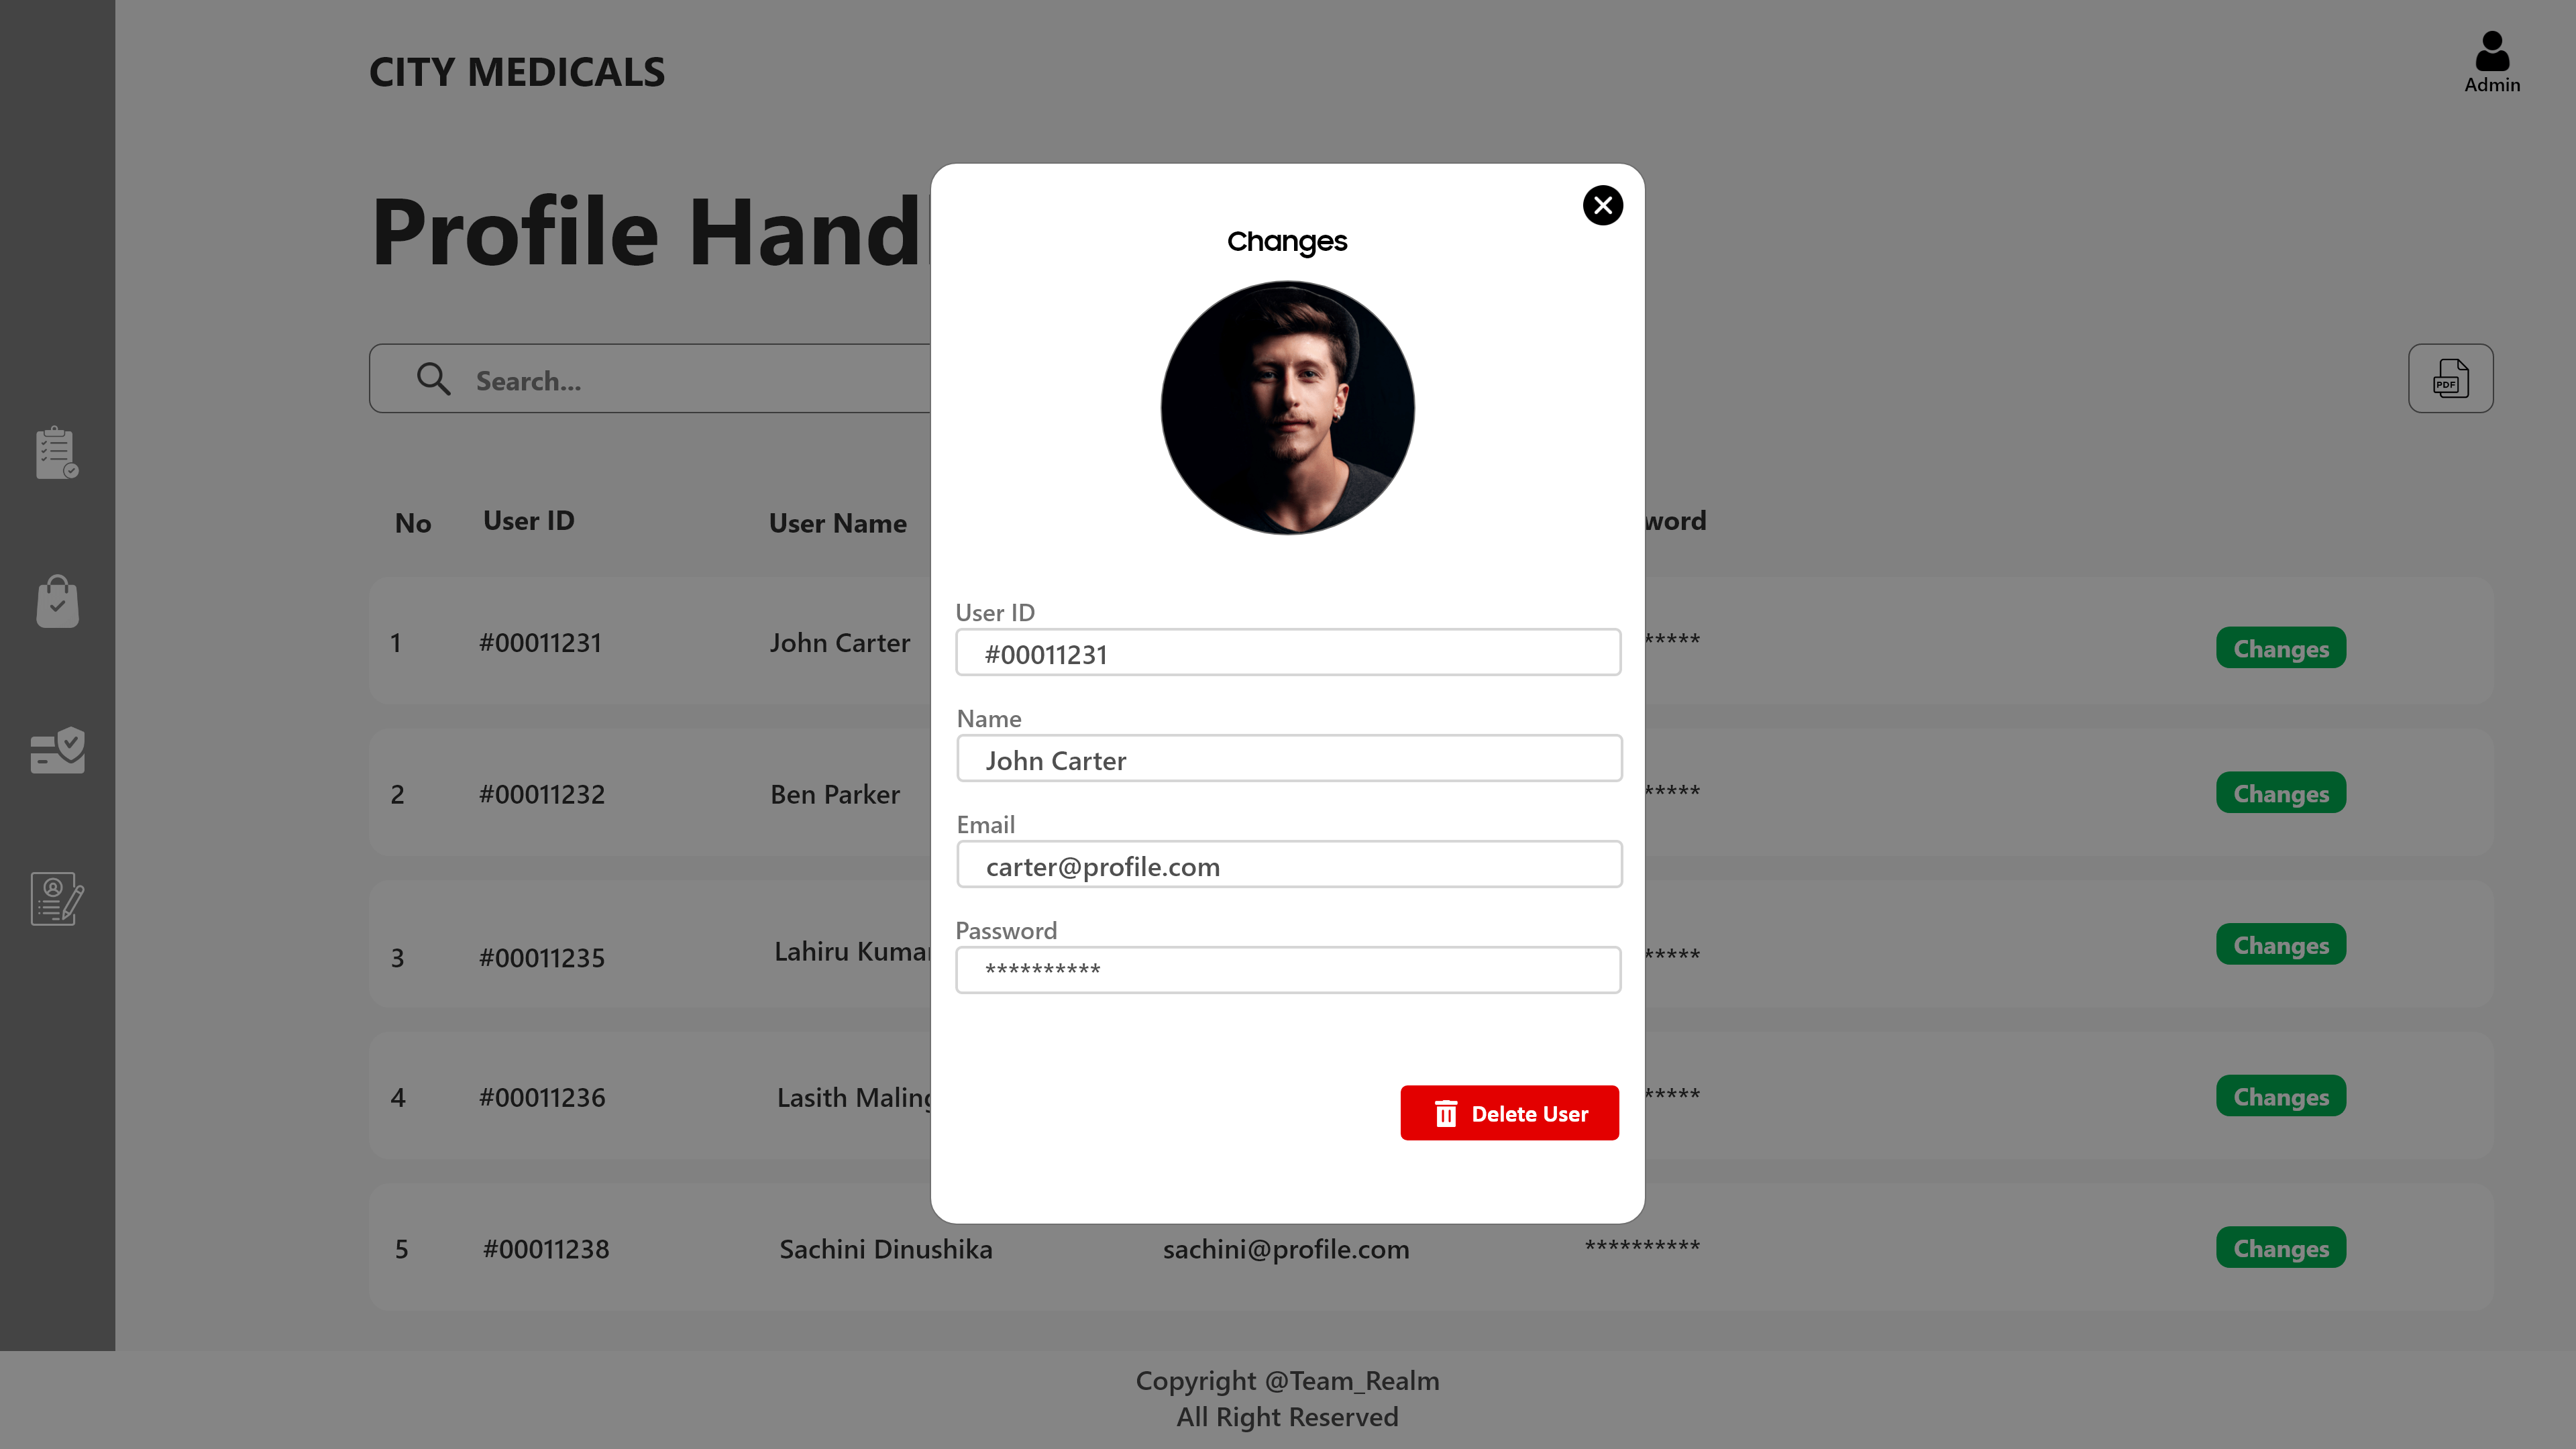 CITY MEDICALS
Admin
Profile Hand
Changes
Search...
PDF
No User ID User Name word
User ID
1 #00011231 John Carter ***** Changes
#00011231
Name
John Carter
2 #00011232 Ben Parker ***** Changes
Email
carter@profile.com
Password
3 #00011235 Lahiru Kumar ***** Changes
**********
4 #00011236 Lasith Maling ***** Changes
Delete User
5 #00011238 Sachini Dinushika sachini@profile.com ********** Changes
Copyright @Team_Realm
All Right Reserved